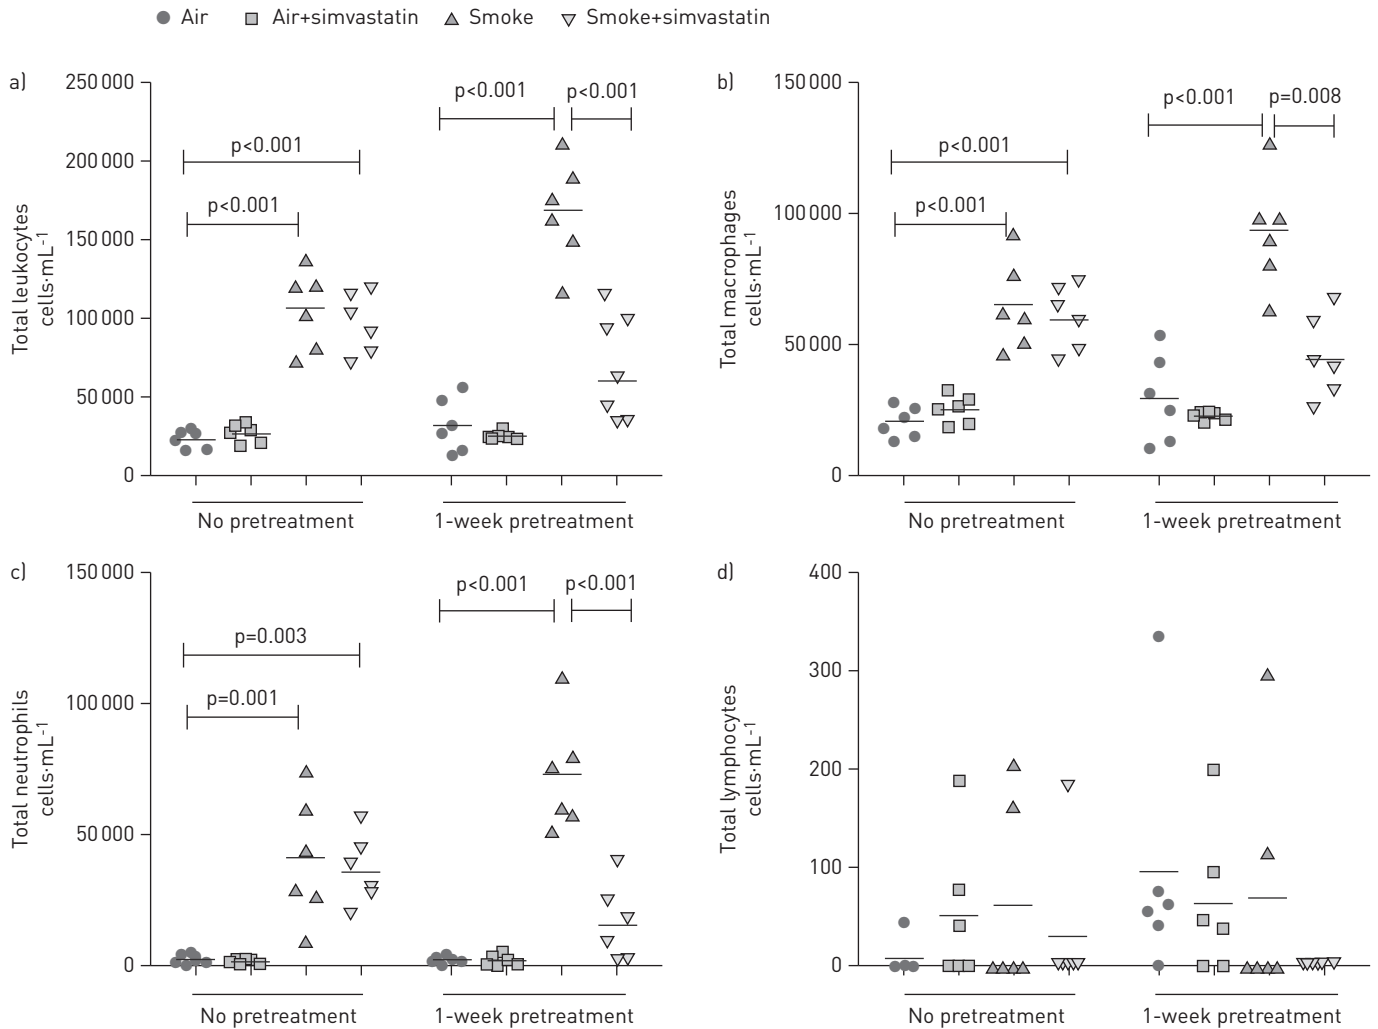 Air Air+simvastatin Smoke Smoke+simvastatin
a)
250 000
200 000
150 000
100 000
50 000
0
Total leukocytes
cells·mL-1
p<0.001
p<0.001
p<0.001
p<0.001
No pretreatment
1-week pretreatment
b)
150 000
100 000
50 000
0
Total macrophages
cells·mL-1
p<0.001
p<0.001
p<0.001
p=0.008
No pretreatment
1-week pretreatment
c)
150 000
100 000
50 000
0
Total neutrophils
cells·mL-1
p=0.003
p=0.001
p<0.001
p<0.001
No pretreatment
1-week pretreatment
d)
400
300
200
100
0
Total lymphocytes
cells·mL-1
No pretreatment
1-week pretreatment